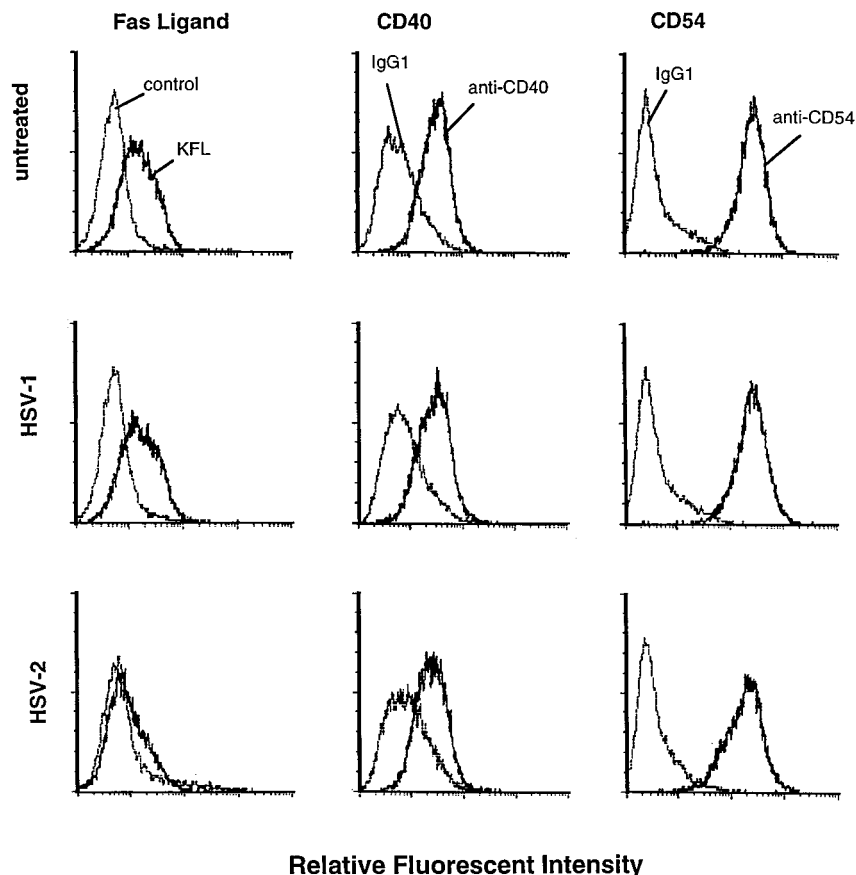 Fas Ligand
CD40
CD54
untreated
control
KFL
IgG1
anti-CD40
IgG1
anti-CD54
HSV-1
HSV-2
Relative Fluorescent Intensity